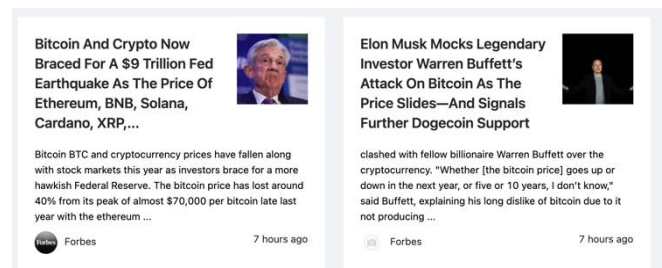 Bitcoin And Crypto Now
Braced For A $9 Trillion Fed
Earthquake As The Price Of
Ethereum, BNB, Solana,
Cardano, XRP,...
Bitcoin BTC and cryptocurrency prices have fallen along
with stock markets this year as investors brace for a more
hawkish Federal Reserve. The bitcoin price has lost around
40% from its peak of almost $70,000 per bitcoin late last
year with the ethereum ...
Forbes
Forbes
7 hours ago
Elon Musk Mocks Legendary
Investor Warren Buffett's
Attack On Bitcoin As The
Price Slides—And Signals
Further Dogecoin Support
clashed with fellow billionaire Warren Buffett over the
cryptocurrency. "Whether [the bitcoin price] goes up or
down in the next year, or five or 10 years, I don't know,"
said Buffett, explaining his long dislike of bitcoin due to it
not producing ...
Forbes
7 hours ago